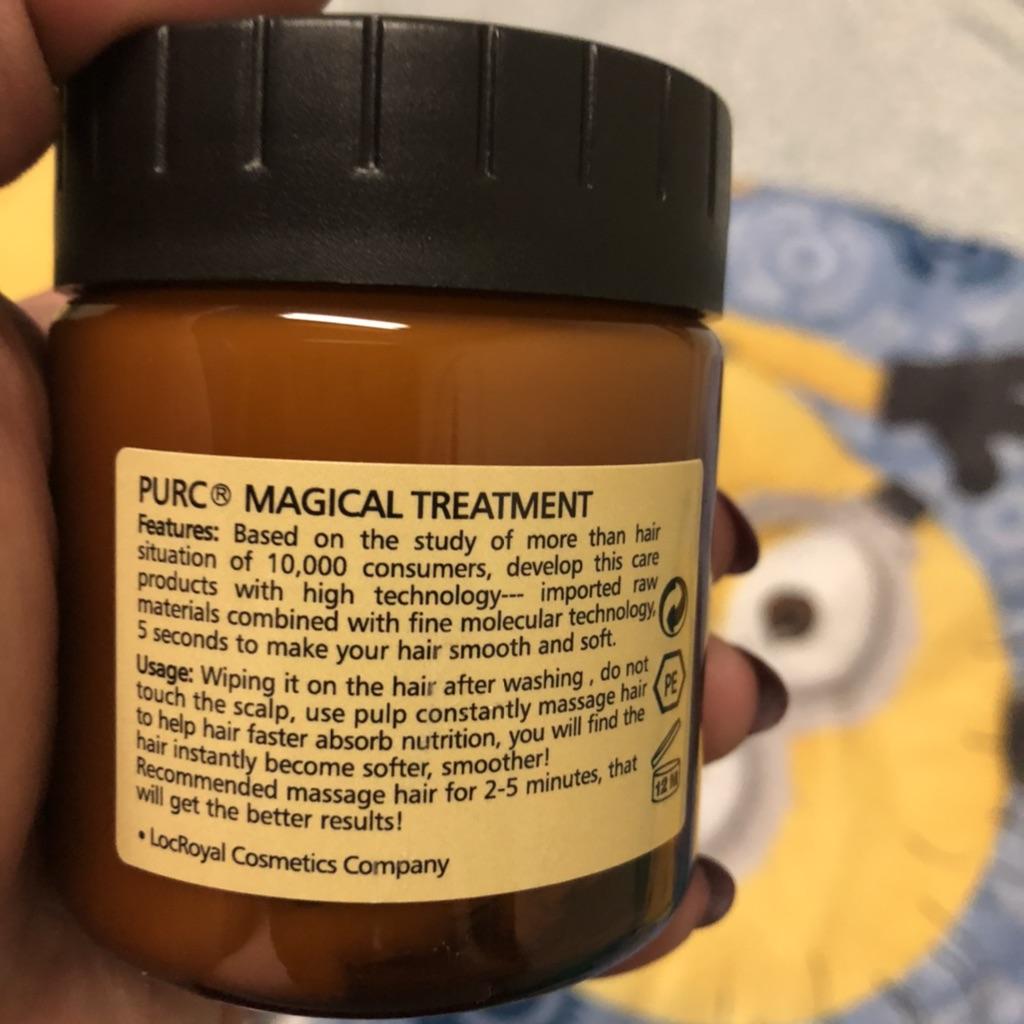 PURC® MAGICAL TREATMENT
Features: Based on the study of more than hair
situation of 10,000 consumers, develop this care
products with high technology--- imported raw
materials combined with fine molecular technology,
5 seconds to make your hair smooth and soft.
Usage: Wiping it on the hair after washing , do not
touch the scalp, use pulp constantly massage hair
to help hair faster absorb nutrition, you will find the
hair instantly become softer, smoother!
Recommended massage hair for 2-5 minutes, that
will get the better results!
• LocRoyal Cosmetics Company
PE
12 M